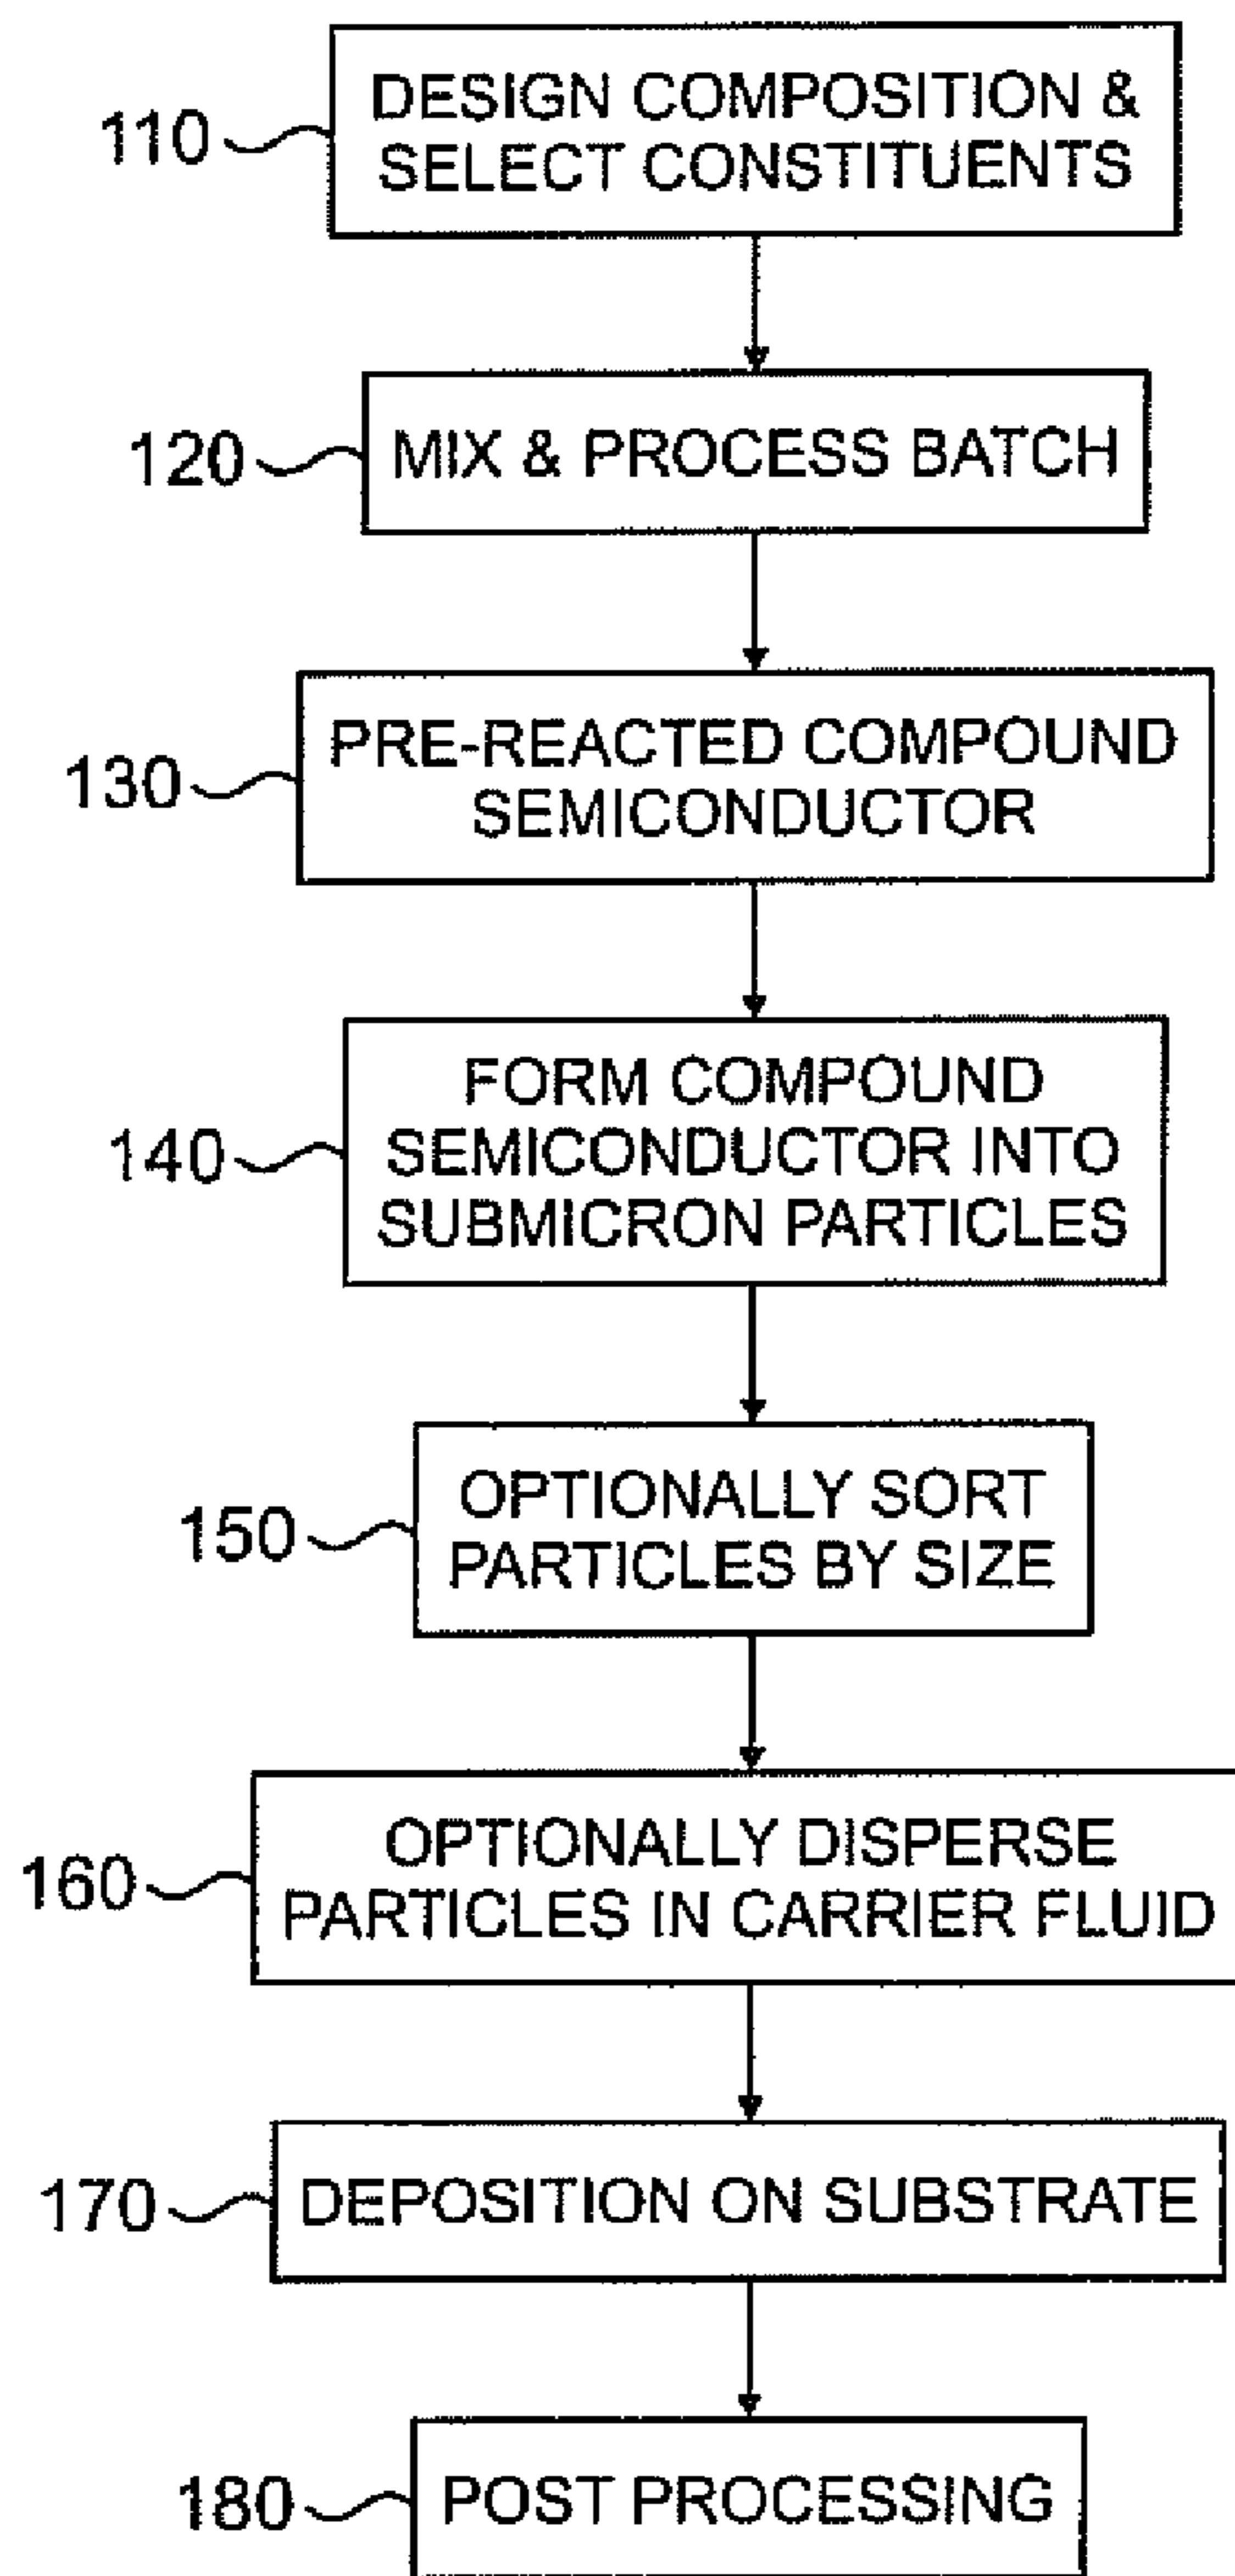 110
DESIGN COMPOSITION &
SELECT CONSTITUENTS
120
MIX & PROCESS BATCH
130
PRE-REACTED COMPOUND
SEMICONDUCTOR
140
FORM COMPOUND
SEMICONDUCTOR INTO
SUBMICRON PARTICLES
150
OPTIONALLY SORT
PARTICLES BY SIZE
160
OPTIONALLY DISPERSE
PARTICLES IN CARRIER FLUID
170
DEPOSITION ON SUBSTRATE
180
POST PROCESSING